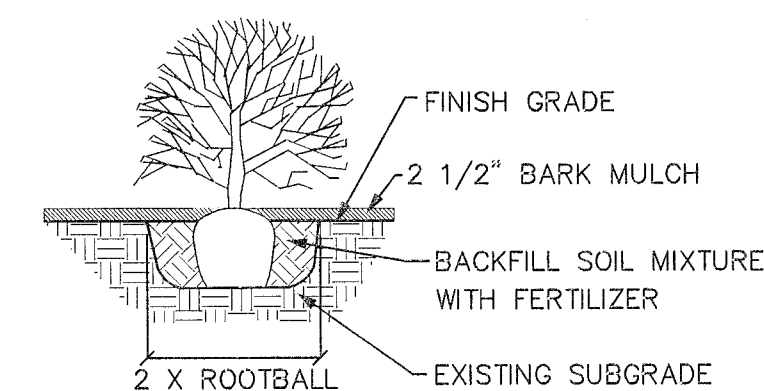 FINISH GRADE
2 1/2" BARK MULCH
BACKFILL SOIL MIXTURE
WITH FERTILIZER
EXISTING SUBGRADE
2 X ROOTBALL